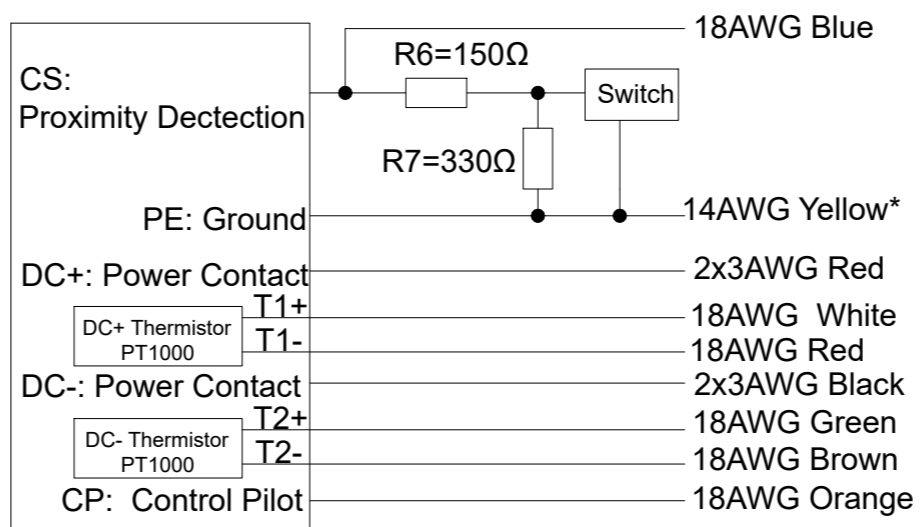 18AWG Blue
R6=150Ω
CS:
Proximity Dectection
Switch
R7=330Ω
PE: Ground
14AWG Yellow*
DC+: Power Contact
2x3AWG Red
T1+
18AWG White
DC+ Thermistor
PT1000
T1-
18AWG Red
DC-: Power Contact
2x3AWG Black
T2+
18AWG Green
DC- Thermistor
PT1000
T2-
18AWG Brown
CP: Control Pilot
18AWG Orange